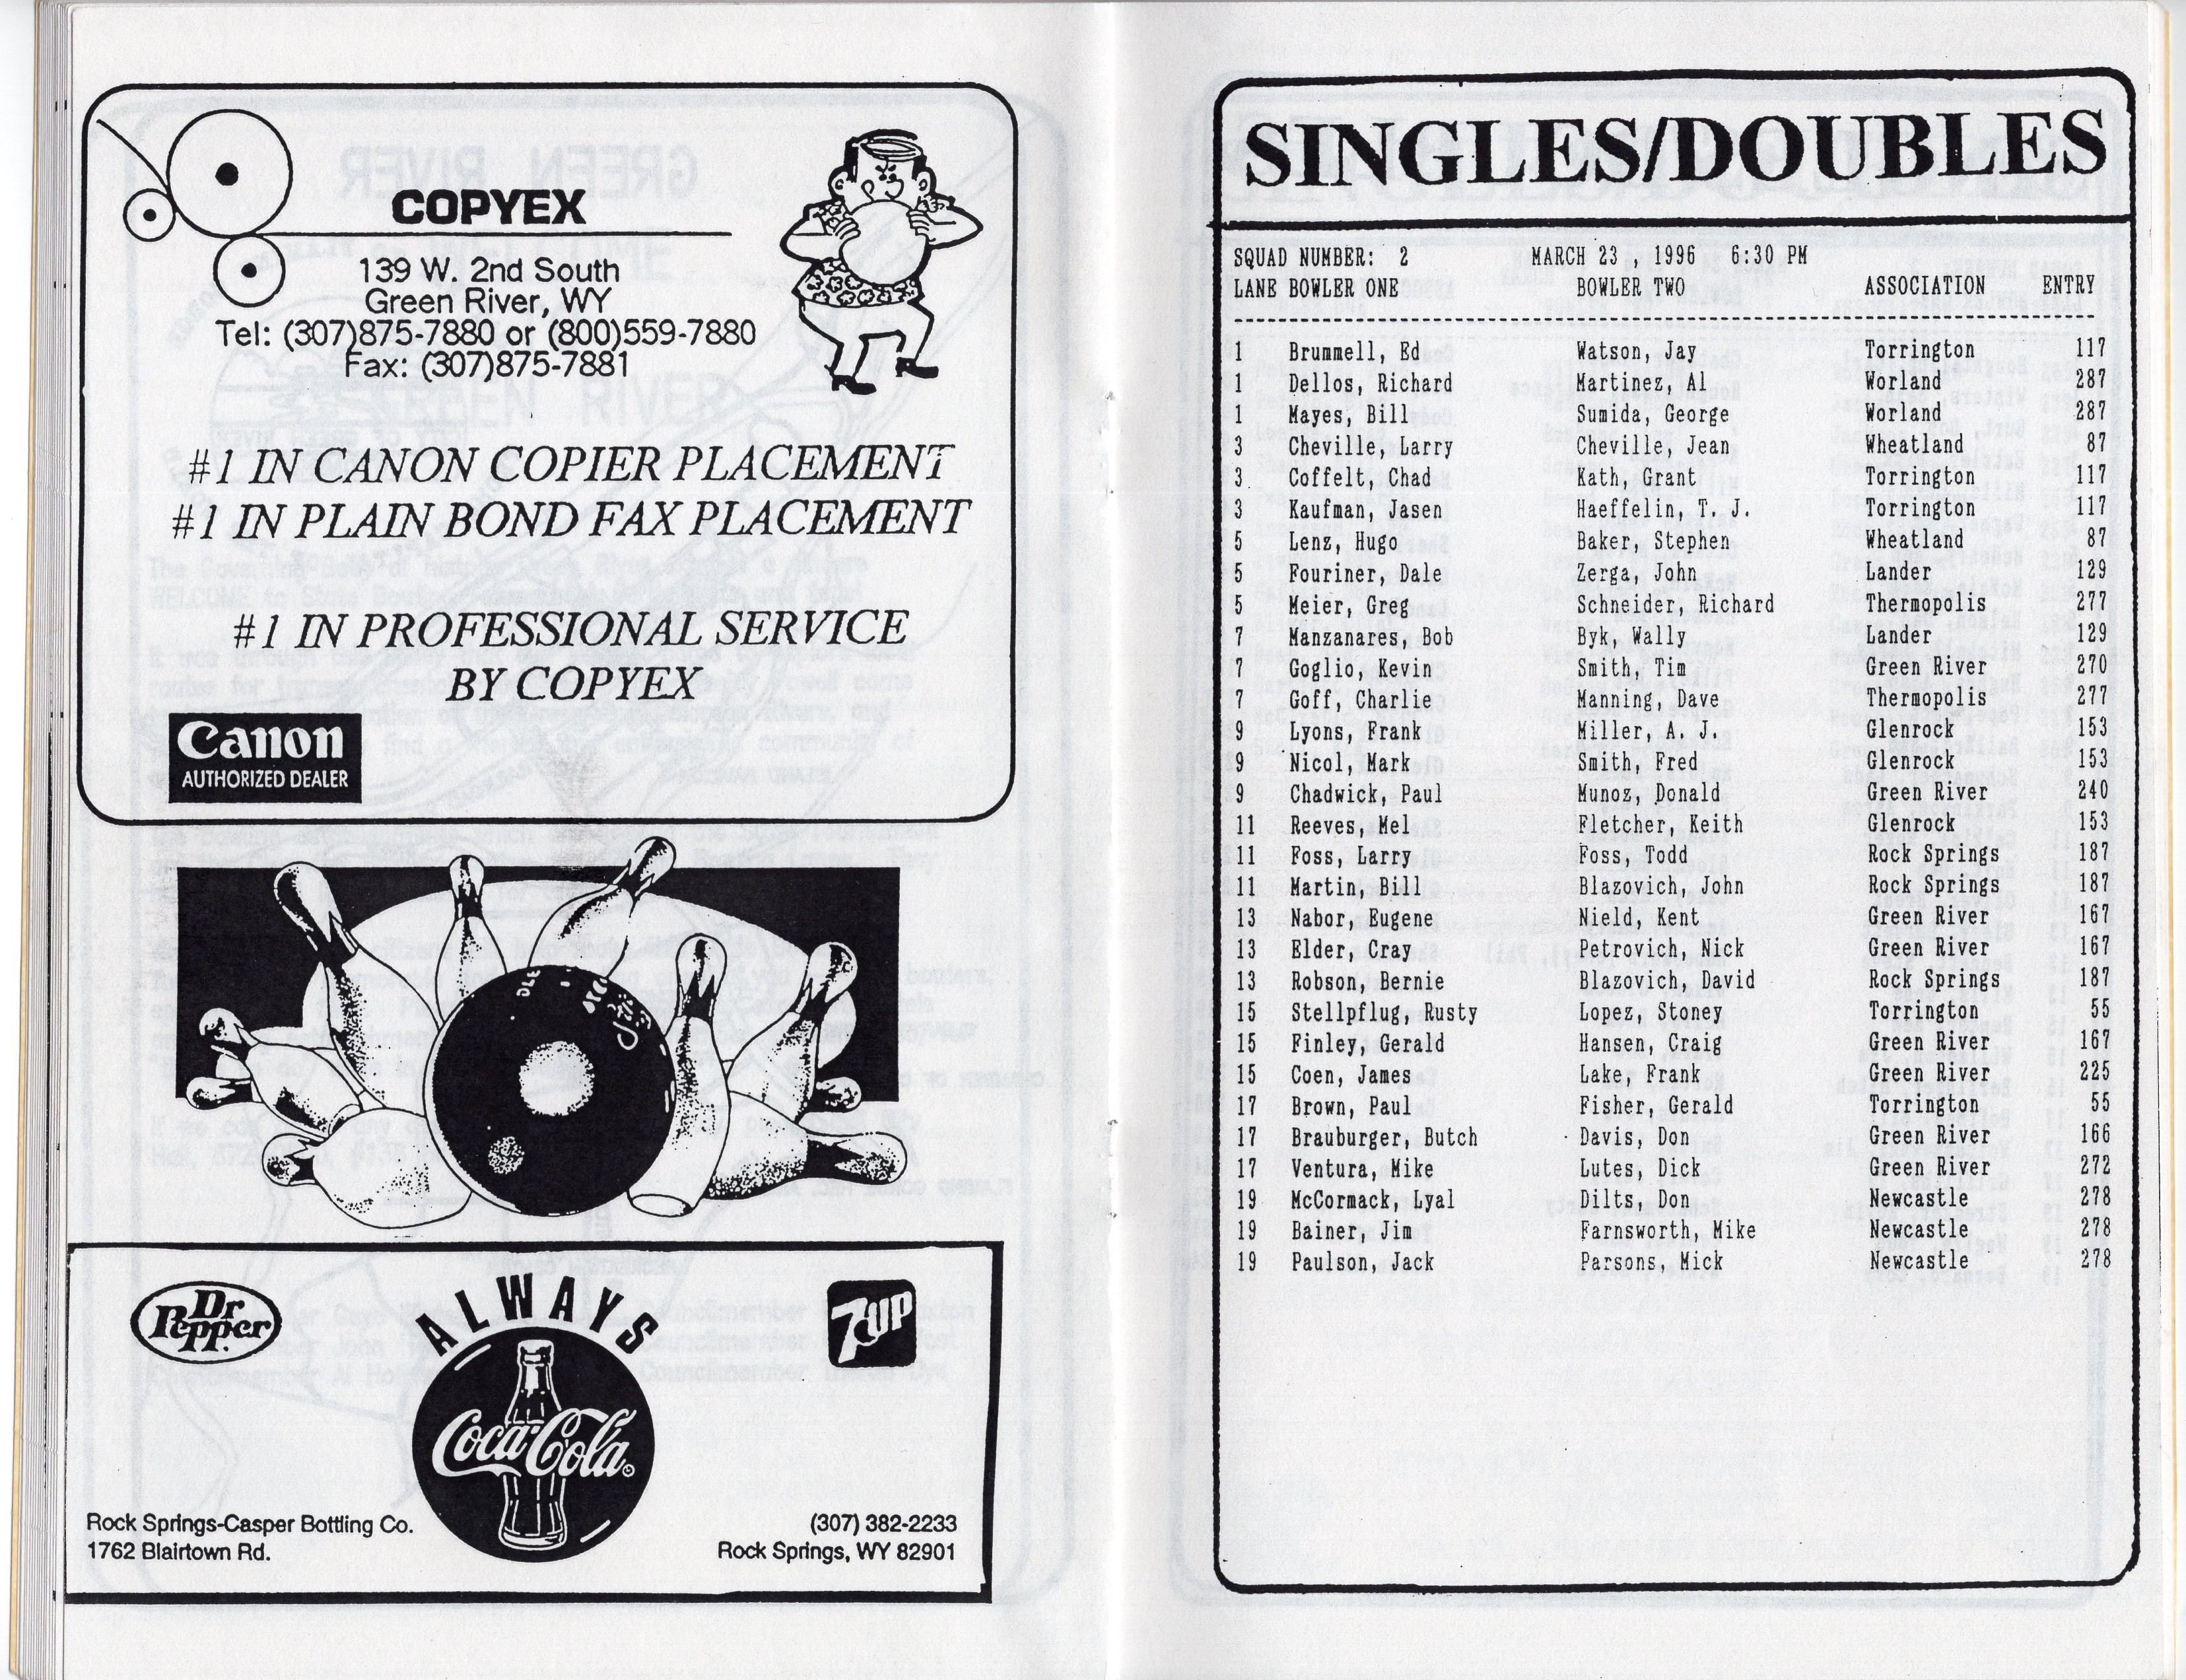 COPYEX
139 W. 2nd South
Green River, WY
Tel: (307)875-7880 or (800)559-7880
Fax: (307)875-7881
#1 IN CANON COPIER PLACEMENT
#1 IN PLAIN BOND FAX PLACEMENT
#1 IN PROFESSIONAL SERVICE
BY COPYEX
Canon
AUTHORIZED DEALER
Dr Pepper.
ALWAYS
7UP
Coca-Cola
Rock Springs-Casper Bottling Co.
1762 Blairtown Rd.
(307) 382-2233
Rock Springs, WY 82901
SINGLES/DOUBLES
SQUAD NUMBER: 2 MARCH 23 , 1996 6:30 PM
LANE BOWLER ONE BOWLER TWO ASSOCIATION ENTRY
1 Brummell, Ed Watson, Jay Torrington 117
1 Dellos, Richard Martinez, Al Worland 287
1 Mayes, Bill Sumida, George Worland 287
3 Cheville, Larry Cheville, Jean Wheatland 87
3 Coffelt, Chad Kath, Grant Torrington 117
3 Kaufman, Jasen Haeffelin, T. J. Torrington 117
5 Lenz, Hugo Baker, Stephen Wheatland 87
5 Fouriner, Dale Zerga, John Lander 129
5 Meier, Greg Schneider, Richard Thermopolis 277
7 Manzanares, Bob Byk, Wally Lander 129
7 Goglio, Kevin Smith, Tim Green River 270
7 Goff, Charlie Manning, Dave Thermopolis 277
9 Lyons, Frank Miller, A. J. Glenrock 153
9 Nicol, Mark Smith, Fred Glenrock 153
9 Chadwick, Paul Munoz, Donald Green River 240
11 Reeves, Mel Fletcher, Keith Glenrock 153
11 Foss, Larry Foss, Todd Rock Springs 187
11 Martin, Bill Blazovich, John Rock Springs 187
13 Nabor, Eugene Nield, Kent Green River 167
13 Elder, Cray Petrovich, Nick Green River 167
13 Robson, Bernie Blazovich, David Rock Springs 187
15 Stellpflug, Rusty Lopez, Stoney Torrington 55
15 Finley, Gerald Hansen, Craig Green River 167
15 Coen, James Lake, Frank Green River 225
17 Brown, Paul Fisher, Gerald Torrington 55
17 Brauburger, Butch Davis, Don Green River 166
17 Ventura, Mike Lutes, Dick Green River 272
19 McCormack, Lyal Dilts, Don Newcastle 278
19 Bainer, Jim Farnsworth, Mike Newcastle 278
19 Paulson, Jack Parsons, Mick Newcastle 278